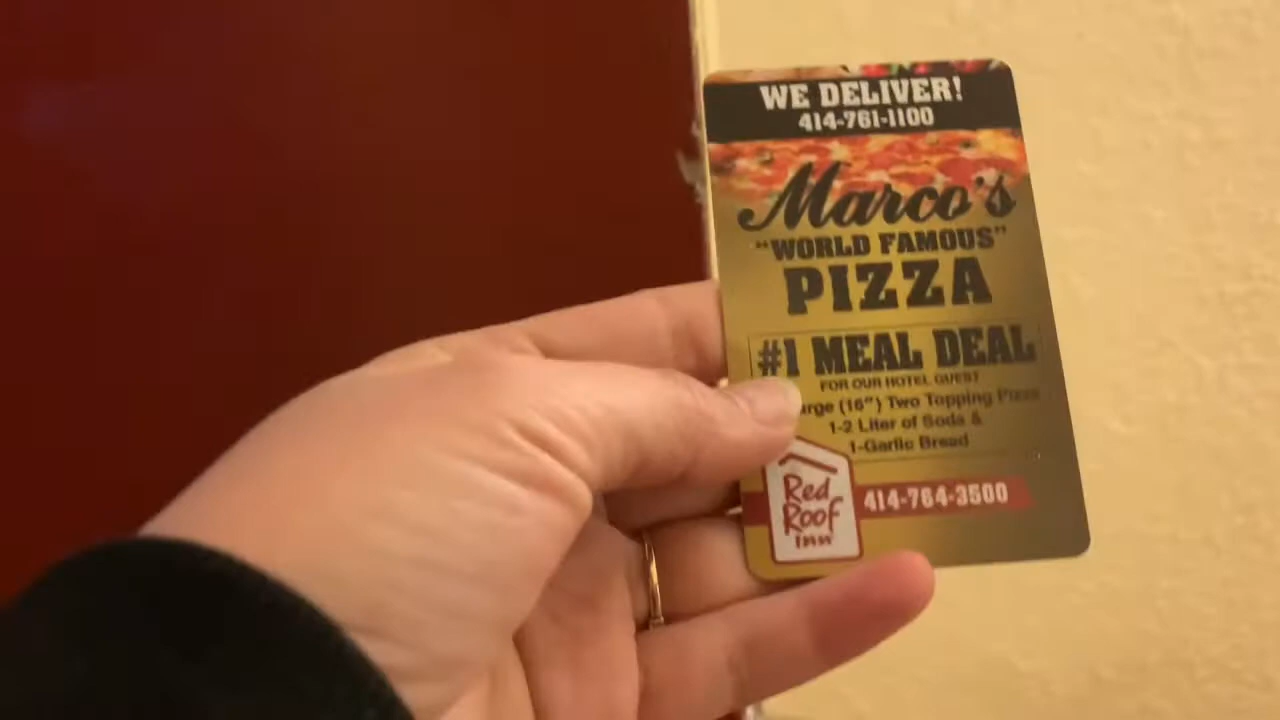 WE DELIVER!
414-761-1100
Marco's
"WORLD FAMOUS"
PIZZA
#1 MEAL DEAL
FOR OUR HOTEL GUEST
(16") Two Topping Pizza
1-2 Liter of Soda &
1-Garlic Bread
Red
Roof
Inn
414-764-3500